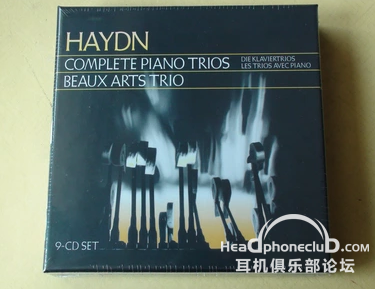 HAYDN
COMPLETE PIANO TRIOS
DIE KLAVIERTRIOS
LES TRIOS AVEC PIANO
BEAUX ARTS TRIO
9-CD SET
HeadphoneClub.com
耳机俱乐部论坛